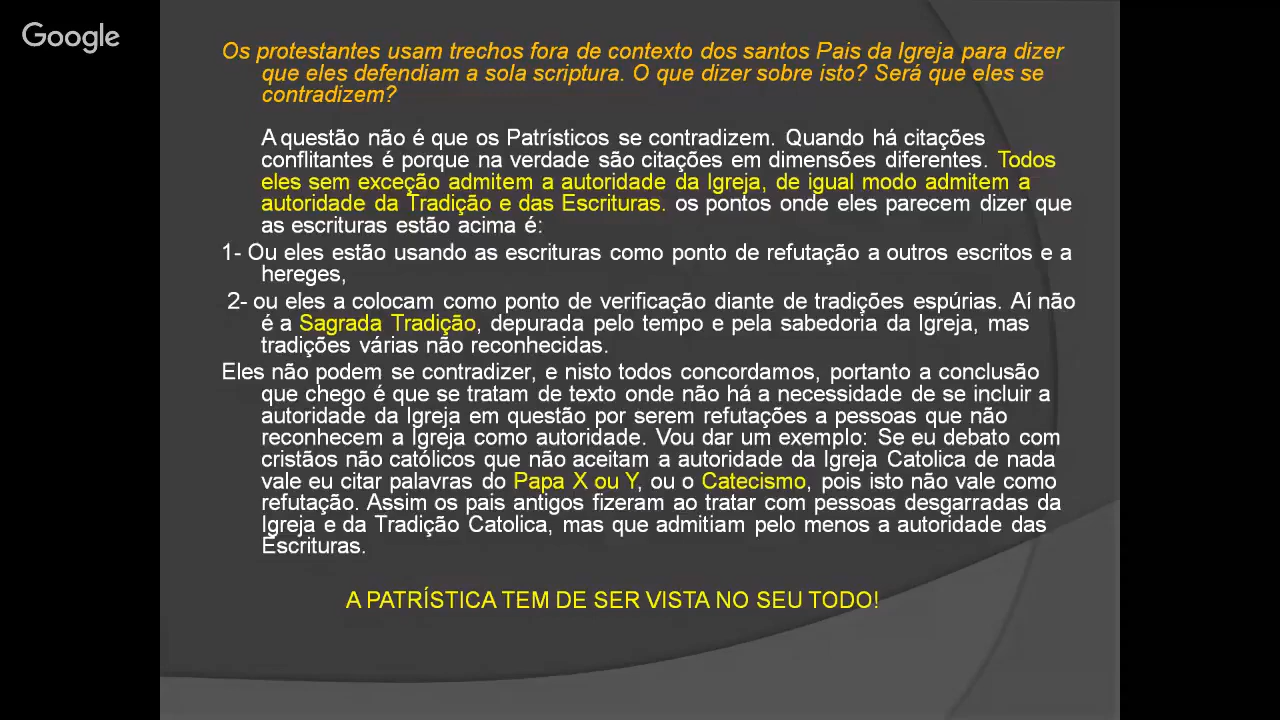 Google
Os protestantes usam trechos fora de contexto dos santos Pais da Igreja para dizer
que eles defendiam a sola scriptura. O que dizer sobre isto? Será que eles se
contradizem?
A questão não é que os Patrísticos se contradizem. Quando há citações
conflitantes é porque na verdade são citações em dimensões diferentes. Todos
eles sem exceção admitem a autoridade da Igreja, de igual modo admitem a
autoridade da Tradição e das Escrituras. os pontos onde eles parecem dizer que
as escrituras estão acima é:
1- Ou eles estão usando as escrituras como ponto de refutação a outros escritos e a
hereges,
2- ou eles a colocam como ponto de verificação diante de tradições espúrias. Aí não
é a Sagrada Tradição, depurada pelo tempo e pela sabedoria da Igreja, mas
tradições várias não reconhecidas.
Eles não podem se contradizer, e nisto todos concordamos, portanto a conclusão
que chego é que se tratam de texto onde não há a necessidade de se incluir a
autoridade da Igreja em questão por serem refutações a pessoas que não
reconhecem a Igreja como autoridade. Vou dar um exemplo: Se eu debato com
cristãos não católicos que não aceitam a autoridade da Igreja Catolica de nada
vale eu citar palavras do Papa X ou Y, ou o Catecismo, pois isto não vale como
refutação. Assim os pais antigos fizeram ao tratar com pessoas desgarradas da
Igreja e da Tradição Catolica, mas que admitiam pelo menos a autoridade das
Escrituras.
A PATRÍSTICA TEM DE SER VISTA NO SEU TODO!